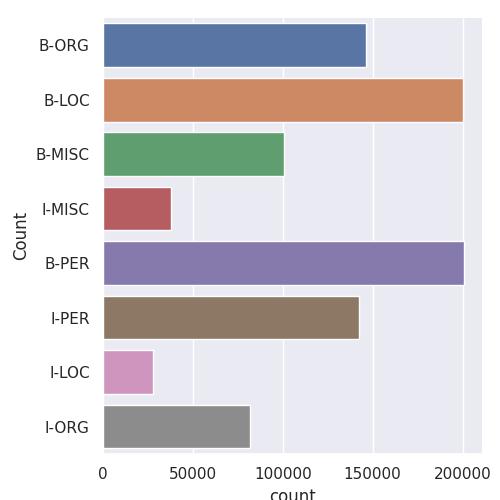 B-ORG
B-LOC
B-MISC
I-MISC
B-PER
I-PER
I-LOC
I-ORG
Count
0 50000 100000 150000 200000
count